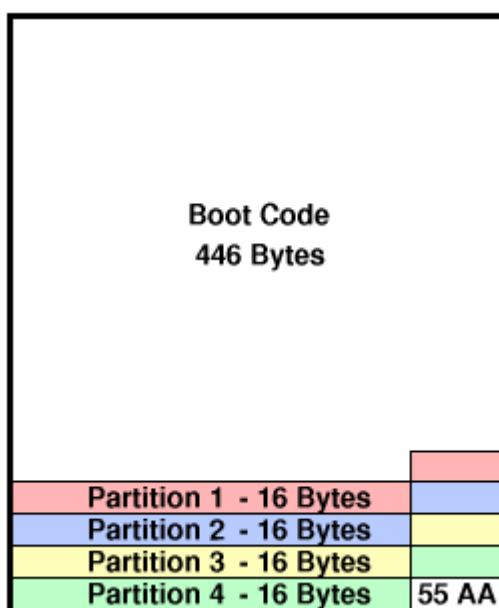 Boot Code
446 Bytes
Partition 1 - 16 Bytes
Partition 2 - 16 Bytes
Partition 3 - 16 Bytes
Partition 4 - 16 Bytes 55 AA